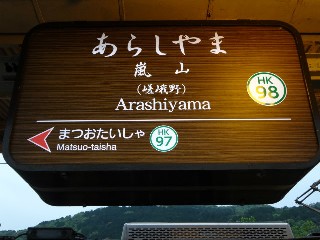 あらしやま
嵐山
(嵯峨野)
Arashiyama
HK
98
まつおたいしゃ
Matsuo-taisha
HK
97